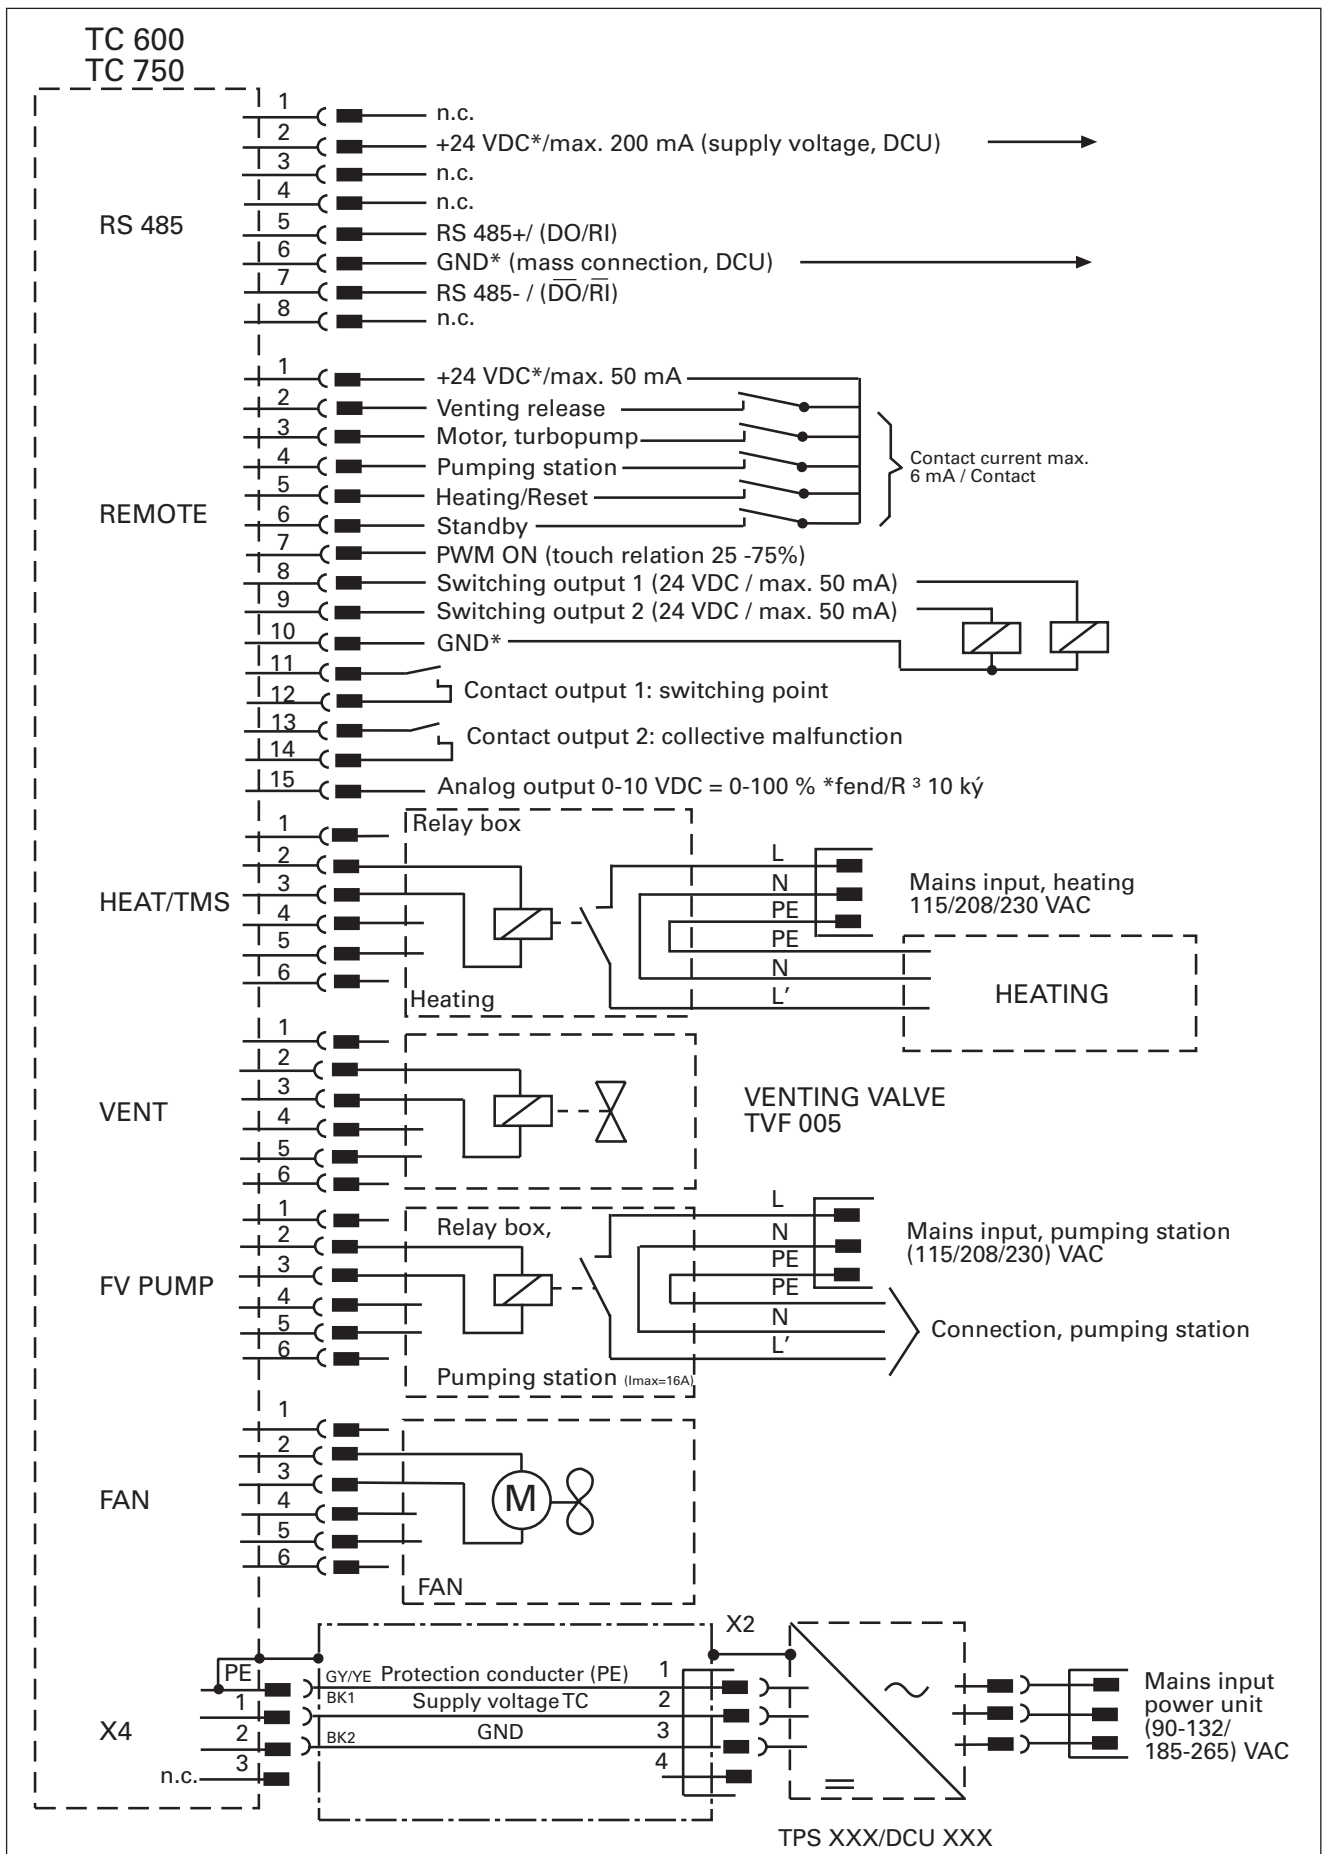 TC 600
TC 750
RS 485
1 n.c.
2 +24 VDC*/max. 200 mA (supply voltage, DCU)
3 n.c.
4 n.c.
5 RS 485+/ (DO/RI)
6 GND* (mass connection, DCU)
7 RS 485- / (D̅O̅/R̅I̅)
8 n.c.
REMOTE
1 +24 VDC*/max. 50 mA
2 Venting release
3 Motor, turbopump
4 Pumping station
5 Heating/Reset
6 Standby
Contact current max.
6 mA / Contact
7 PWM ON (touch relation 25 -75%)
8 Switching output 1 (24 VDC / max. 50 mA)
9 Switching output 2 (24 VDC / max. 50 mA)
10 GND*
11
12
Contact output 1: switching point
13
14
Contact output 2: collective malfunction
15 Analog output 0-10 VDC = 0-100 % *fend/R ³ 10 ký
HEAT/TMS
1
2
3
4
5
6
Relay box
Heating
L
N
PE
PE
N
L'
Mains input, heating
115/208/230 VAC
HEATING
VENT
1
2
3
4
5
6
VENTING VALVE
TVF 005
FV PUMP
1
2
3
4
5
6
Relay box,
Pumping station (Imax=16A)
L
N
PE
PE
N
L'
Mains input, pumping station
(115/208/230) VAC
Connection, pumping station
FAN
1
2
3
4
5
6
M
FAN
X4
PE
1
2
3
n.c.
GY/YE Protection conducter (PE) 1
BK1 Supply voltage TC 2
BK2 GND 3
4
X2
Mains input
power unit
(90-132/
185-265) VAC
TPS XXX/DCU XXX